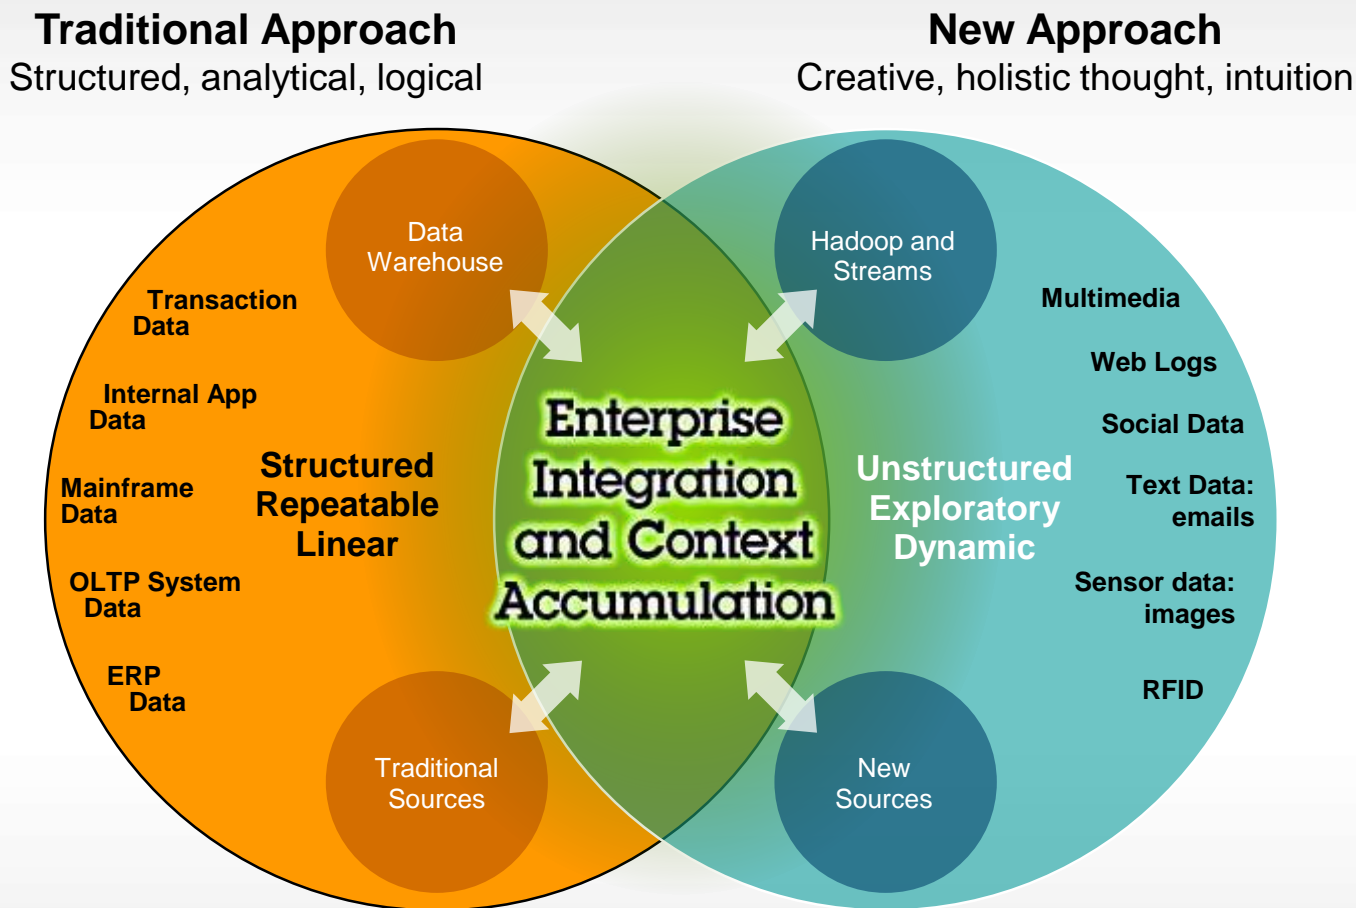 Traditional Approach
Structured, analytical, logical
New Approach
Creative, holistic thought, intuition
Data
Warehouse
Transaction
Data
Internal App
Data
Mainframe
Data
OLTP System
Data
ERP
Data
Structured
Repeatable
Linear
Traditional
Sources
Enterprise
Integration
and Context
Accumulation
Hadoop and
Streams
Unstructured
Exploratory
Dynamic
Multimedia
Web Logs
Social Data
Text Data:
emails
Sensor data:
images
RFID
New
Sources